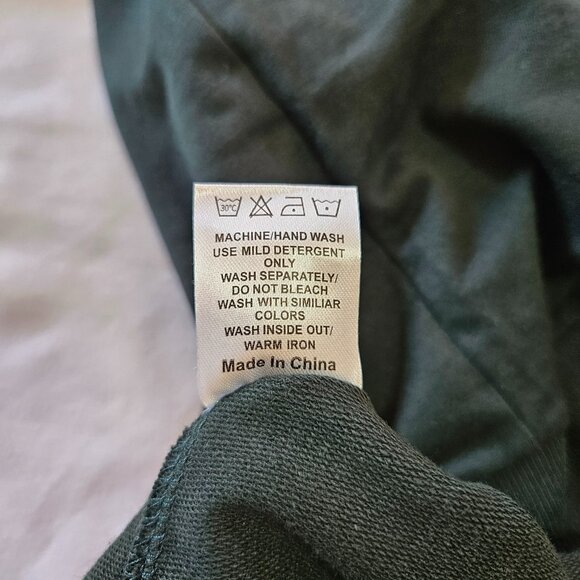 30°C
MACHINE/HAND WASH
USE MILD DETERGENT
ONLY
WASH SEPARATELY/
DO NOT BLEACH
WASH WITH SIMILIAR
COLORS
WASH INSIDE OUT/
WARM IRON
Made In China